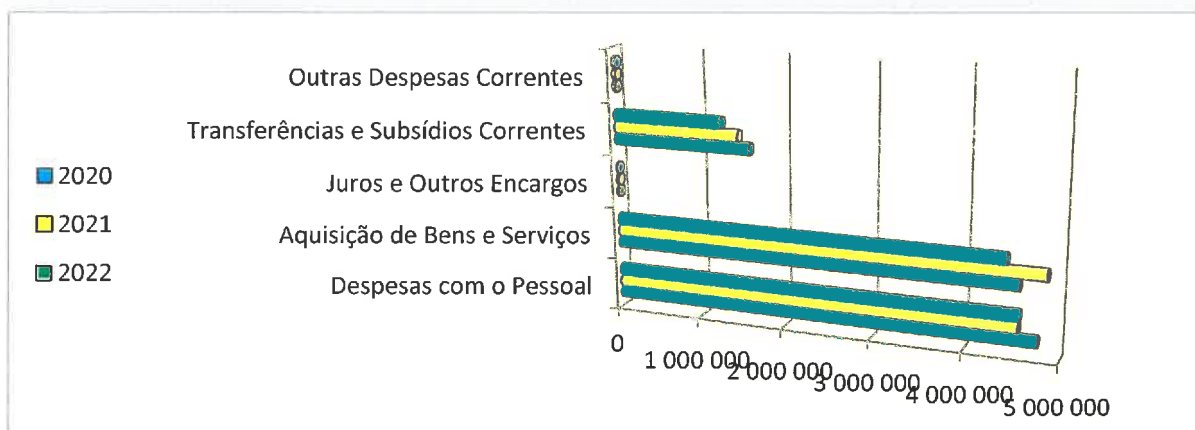 Outras Despesas Correntes
Transferências e Subsídios Correntes
Juros e Outros Encargos
Aquisição de Bens e Serviços
Despesas com o Pessoal
2020
2021
2022
0
1 000 000
2 000 000
3 000 000
4 000 000
5 000 000